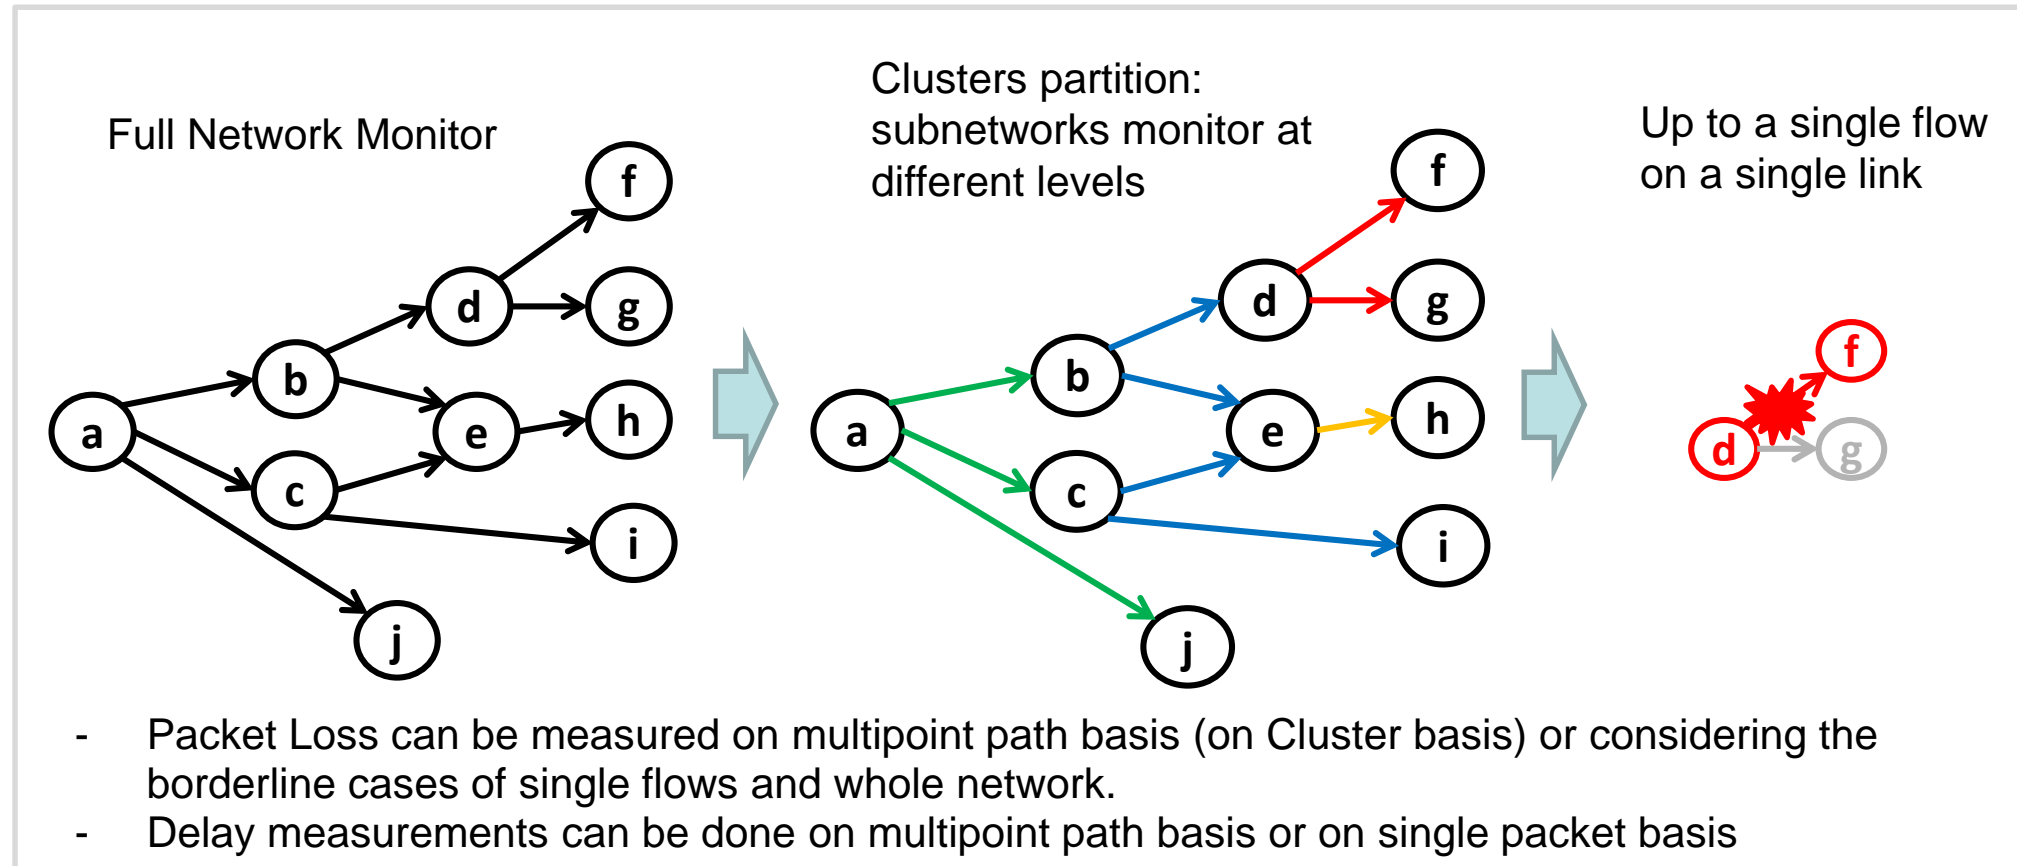 Full Network Monitor
f
d
g
b
a
e
h
c
i
j
Clusters partition:
subnetworks monitor at
different levels
f
d
g
b
a
e
h
c
i
j
Up to a single flow
on a single link
f
d
g
- Packet Loss can be measured on multipoint path basis (on Cluster basis) or considering the
borderline cases of single flows and whole network.
- Delay measurements can be done on multipoint path basis or on single packet basis